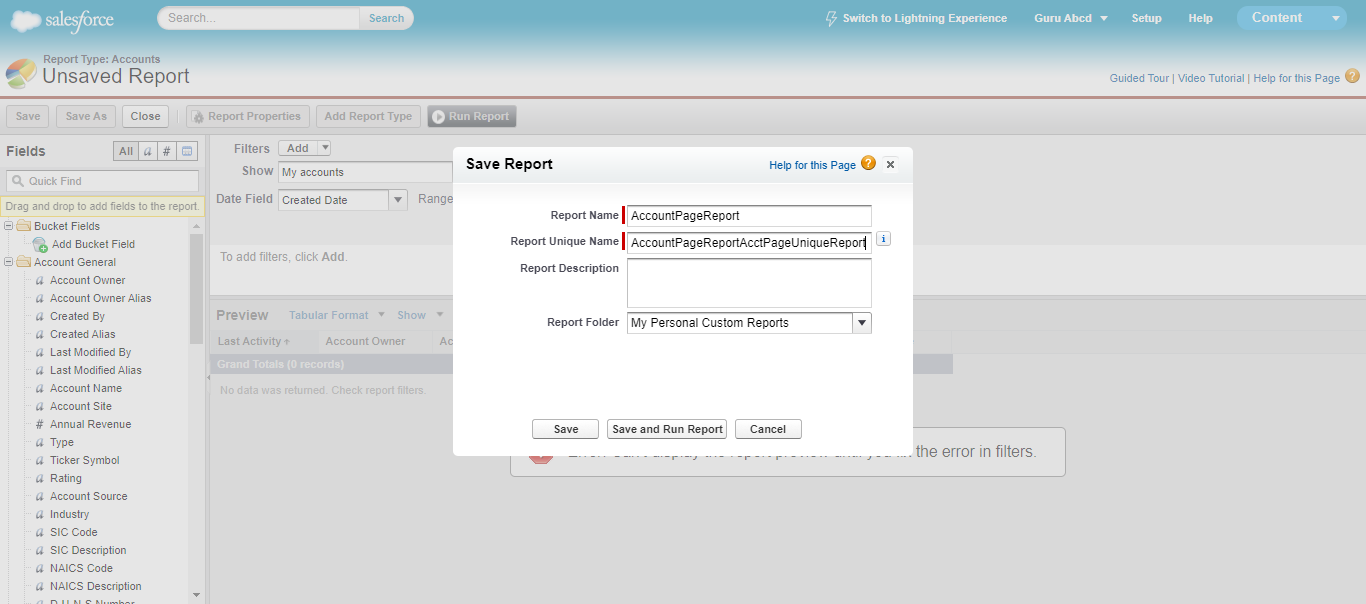 salesforce
Search...
Search
Switch to Lightning Experience
Guru Abcd
Setup
Help
Content
Report Type: Accounts
Unsaved Report
Guided Tour | Video Tutorial | Help for this Page ?
Save
Save As
Close
Report Properties
Add Report Type
Run Report
Fields
All
a
#
Quick Find
Drag and drop to add fields to the report.
Bucket Fields
Add Bucket Field
Account General
a Account Owner
a Account Owner Alias
a Created By
a Created Alias
a Last Modified By
a Last Modified Alias
a Account Name
a Account Site
# Annual Revenue
a Type
a Ticker Symbol
a Rating
a Account Source
a Industry
a SIC Code
a SIC Description
a NAICS Code
a NAICS Description
Filters
Add
Show
My accounts
Date Field
Created Date
Range
To add filters, click Add.
Preview
Tabular Format
Show
Last Activity
Account Owner
Grand Totals (0 records)
No data was returned. Check report filters.
Save Report
Help for this Page ?
Report Name
AccountPageReport
Report Unique Name
AccountPageReportAcctPageUniqueReport
i
Report Description
Report Folder
My Personal Custom Reports
Save
Save and Run Report
Cancel
the error in filters.